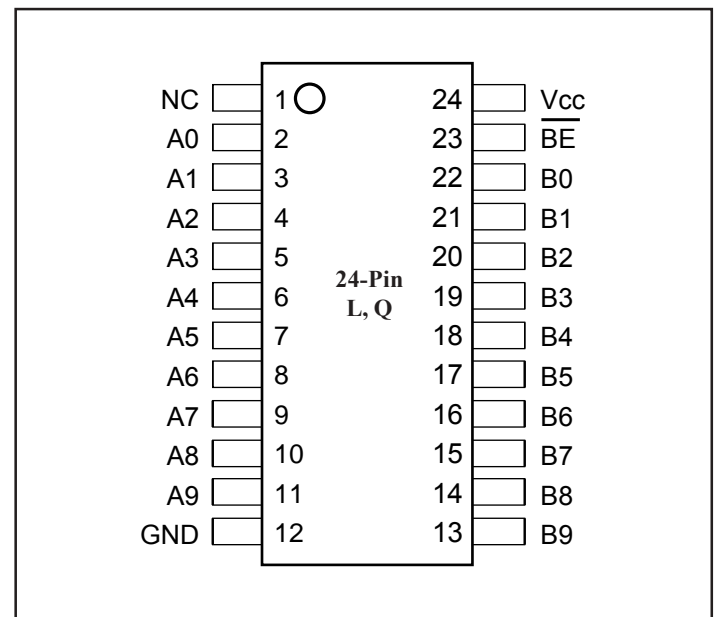 NC 1 24 Vcc
A0 2 23 B̅E̅
A1 3 22 B0
A2 4 21 B1
A3 5 20 B2
A4 6 24-Pin 19 B3
A5 7 L, Q 18 B4
A6 8 17 B5
A7 9 16 B6
A8 10 15 B7
A9 11 14 B8
GND 12 13 B9